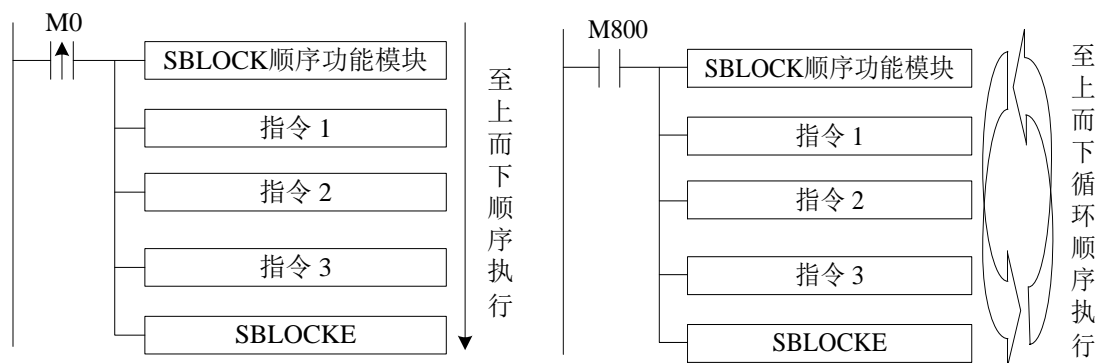 M0
SBLOCK顺序功能模块
指令 1
指令 2
指令 3
SBLOCKE
至上而下顺序执行
M800
SBLOCK顺序功能模块
指令 1
指令 2
指令 3
SBLOCKE
至上而下循环顺序执行